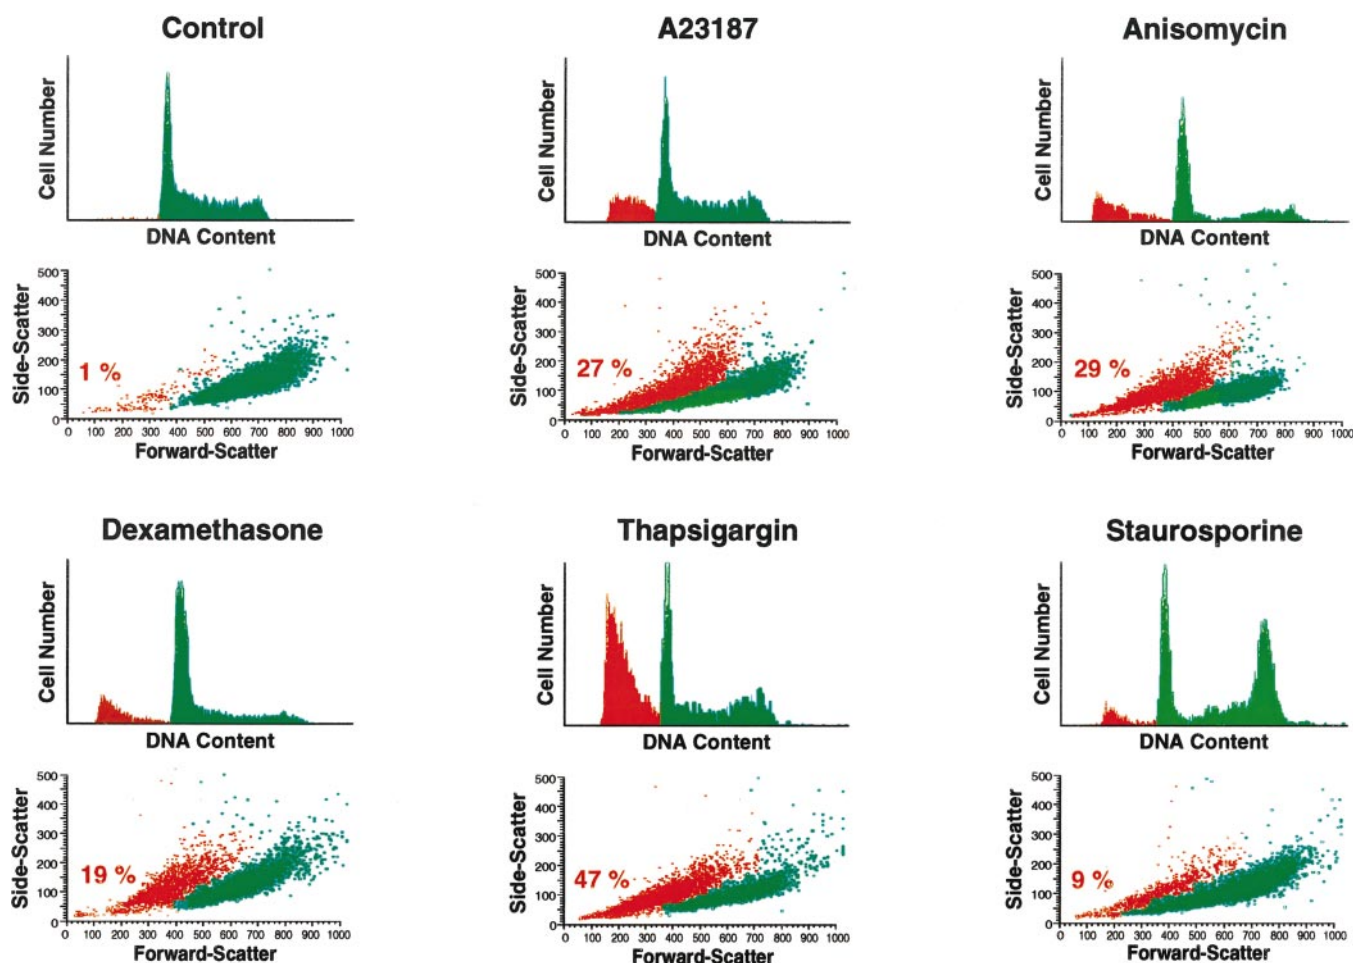 Control
A23187
Anisomycin
Cell Number
Cell Number
Cell Number
DNA Content
DNA Content
DNA Content
500
400
300
200
100
0
Side-Scatter
1 %
0 100 200 300 400 500 600 700 800 900 1000
Forward-Scatter
500
400
300
200
100
0
Side-Scatter
27 %
0 100 200 300 400 500 600 700 800 900 1000
Forward-Scatter
500
400
300
200
100
0
Side-Scatter
29 %
0 100 200 300 400 500 600 700 800 900 1000
Forward-Scatter
Dexamethasone
Thapsigargin
Staurosporine
Cell Number
Cell Number
Cell Number
DNA Content
DNA Content
DNA Content
500
400
300
200
100
0
Side-Scatter
19 %
0 100 200 300 400 500 600 700 800 900 1000
Forward-Scatter
500
400
300
200
100
0
Side-Scatter
47 %
0 100 200 300 400 500 600 700 800 900 1000
Forward-Scatter
500
400
300
200
100
0
Side-Scatter
9 %
0 100 200 300 400 500 600 700 800 900 1000
Forward-Scatter